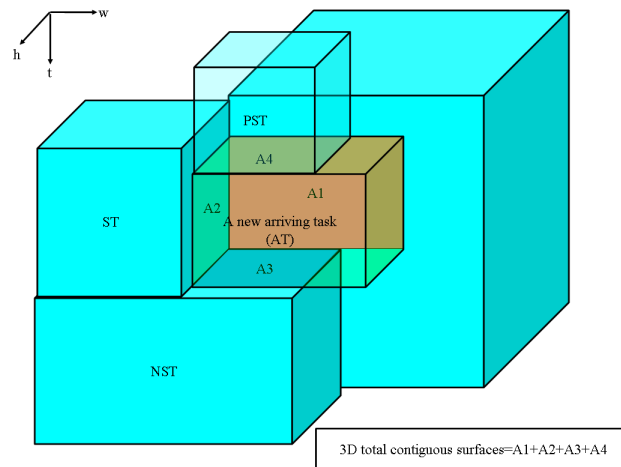 w
h
t
PST
A4
A1
ST
A2
A new arriving task
(AT)
A3
NST
3D total contiguous surfaces=A1+A2+A3+A4